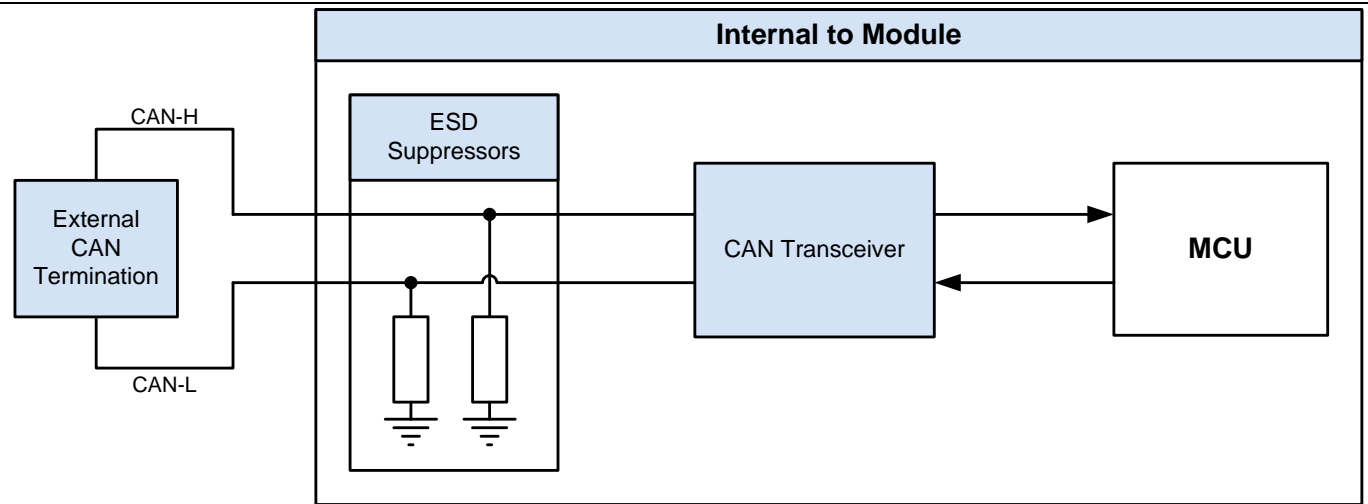 Internal to Module
CAN-H
ESD
Suppressors
External
CAN
Termination
CAN Transceiver
MCU
CAN-L